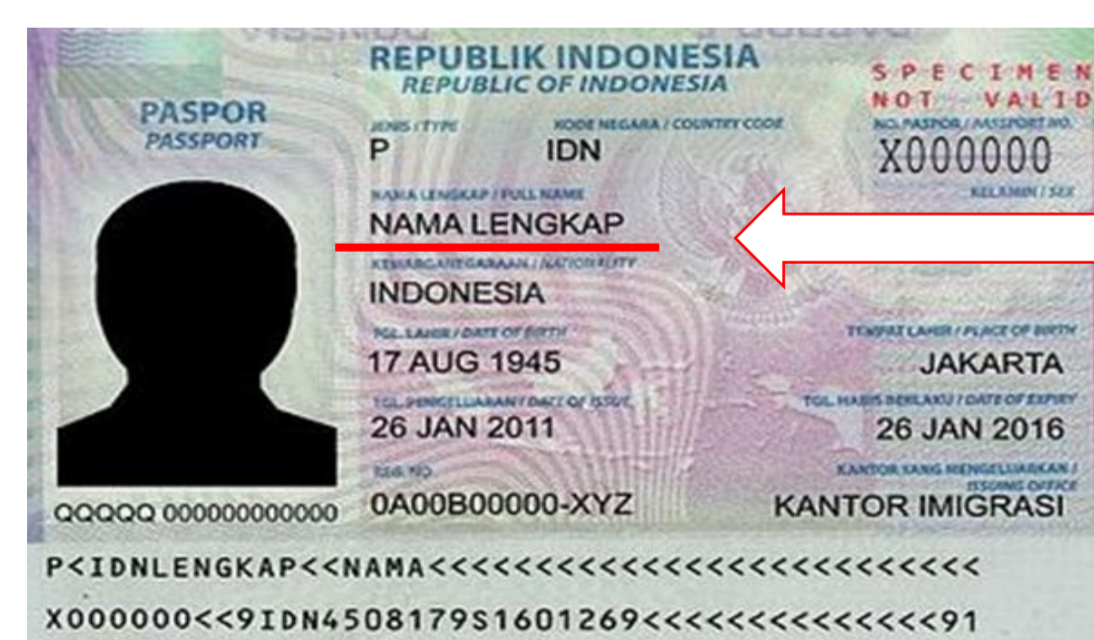 REPUBLIK INDONESIA
REPUBLIC OF INDONESIA
SPECIMEN
NOT VALID
PASPOR
PASSPORT
JENIS / TYPE
KODE NEGARA / COUNTRY CODE
NO. PASPOR / PASSPORT NO.
P
IDN
X000000
NAMA LENGKAP / FULL NAME
KELAMIN / SEX
NAMA LENGKAP
KEWARGANEGARAAN / NATIONALITY
INDONESIA
TGL. LAHIR / DATE OF BIRTH
TEMPAT LAHIR / PLACE OF BIRTH
17 AUG 1945
JAKARTA
TGL. PENGELUARAN / DATE OF ISSUE
TGL. HABIS BERLAKU / DATE OF EXPIRY
26 JAN 2011
26 JAN 2016
REG. NO
KANTOR YANG MENGELUARKAN /
ISSUING OFFICE
0A00B00000-XYZ
KANTOR IMIGRASI
QQQQQ 000000000000
P<IDNLENGKAP<<NAMA<<<<<<<<<<<<<<<<<<<<<<<<<<
X000000<<9IDN4508179S1601269<<<<<<<<<<<<<<91